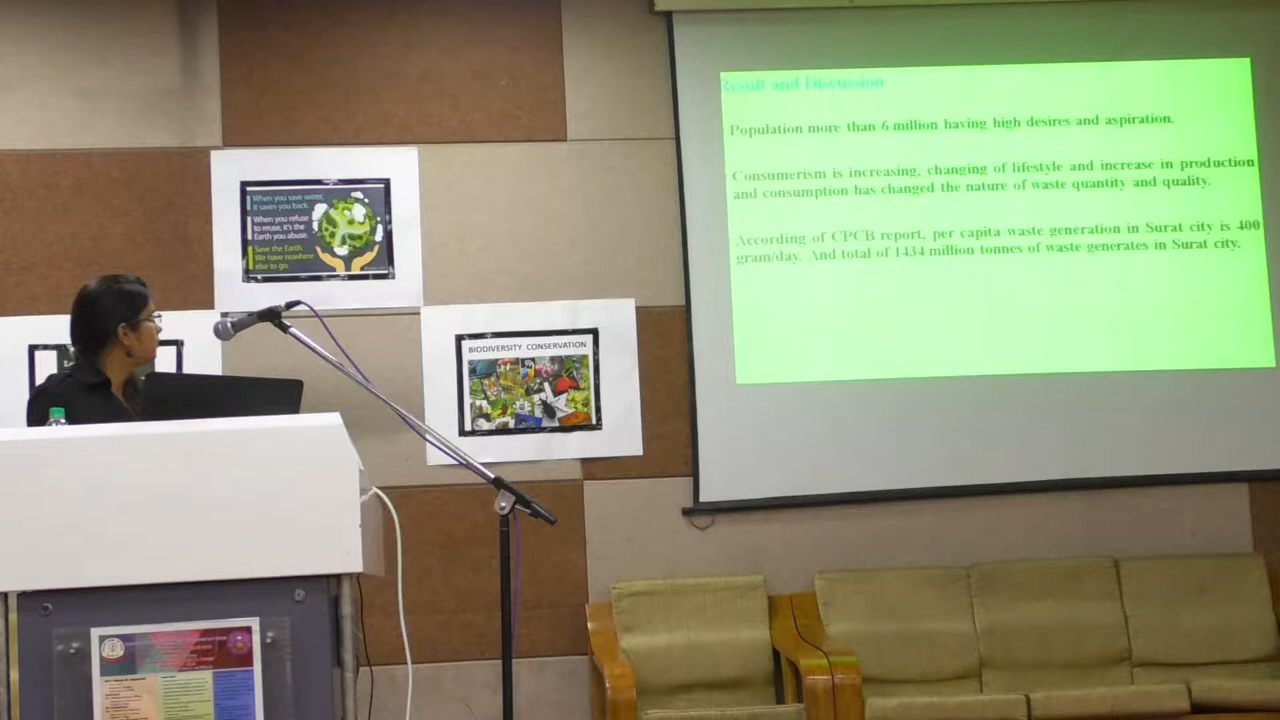 Result and Discussion
Population more than 6 million having high desires and aspiration.
Consumerism is increasing, changing of lifestyle and increase in production
and consumption has changed the nature of waste quantity and quality.
According of CPCB report, per capita waste generation in Surat city is 400
gram/day. And total of 1434 million tonnes of waste generates in Surat city.
When you save water,
it saves you back.
When you refuse
to reuse, it's the
Earth you abuse.
Save the Earth.
We have nowhere
else to go.
BIODIVERSITY CONSERVATION